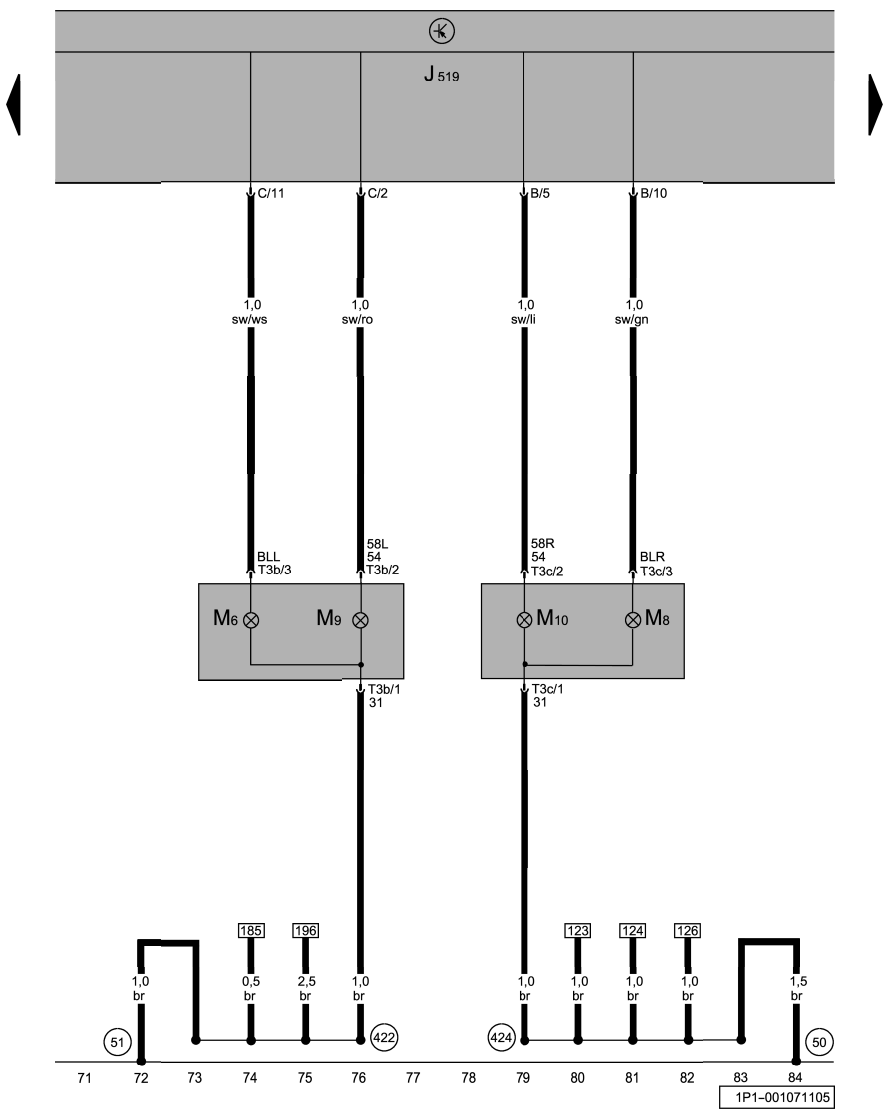 J 519
C/11 C/2 B/5 B/10
1,0 1,0 1,0 1,0
sw/ws sw/ro sw/li sw/gn
58L 58R
BLL 54 54 BLR
T3b/3 T3b/2 T3c/2 T3c/3
M6 M9 M10 M8
T3b/1 T3c/1
31 31
185 196 123 124 126
1,0 0,5 2,5 1,0 1,0 1,0 1,0 1,0 1,5
br br br br br br br br br
51 422 424 50
71 72 73 74 75 76 77 78 79 80 81 82 83 84
1P1-001071105